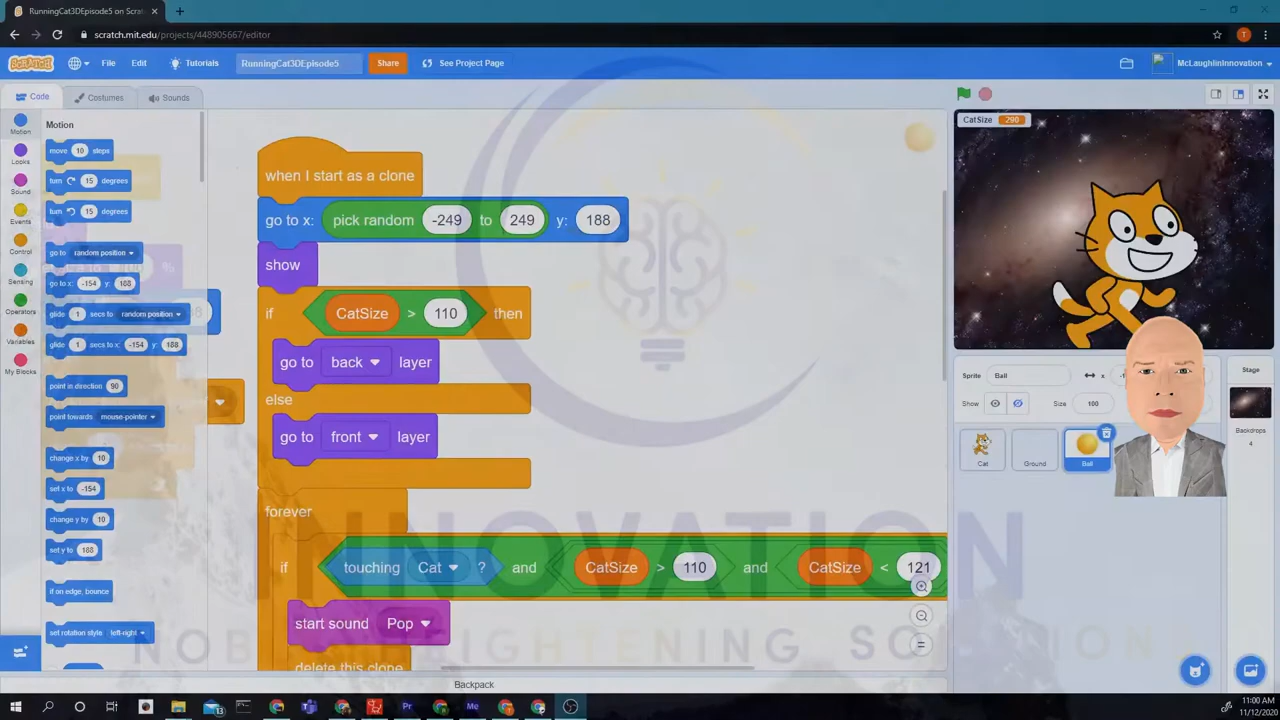 RunningCat3DEpisode5 on Scrat
scratch.mit.edu/projects/448905667/editor
T
SCRATCH File Edit Tutorials RunningCat3DEpisode5 Share See Project Page McLaughlinInnovation
Code Costumes Sounds
Motion
Looks
Sound
Events
Control
Sensing
Operators
Variables
My Blocks
Motion
move 10 steps
turn 15 degrees
turn 15 degrees
go to random position
go to x: -154 y: 188
glide 1 secs to random position
glide 1 secs to x: -154 y: 188
point in direction 90
point towards mouse-pointer
change x by 10
set x to -154
change y by 10
set y to 188
if on edge, bounce
set rotation style left-right
%
when I start as a clone
go to x: pick random -249 to 249 y: 188
show
if CatSize > 110 then
go to back layer
else
go to front layer
forever
if touching Cat ? and CatSize > 110 and CatSize < 121
start sound Pop
delete this clone
INNOVATION
Backpack
CatSize 290
Sprite Ball x
Show Size 100
Cat
Ground
Ball
Stage
Backdrops
4
11:00 AM
11/12/2020